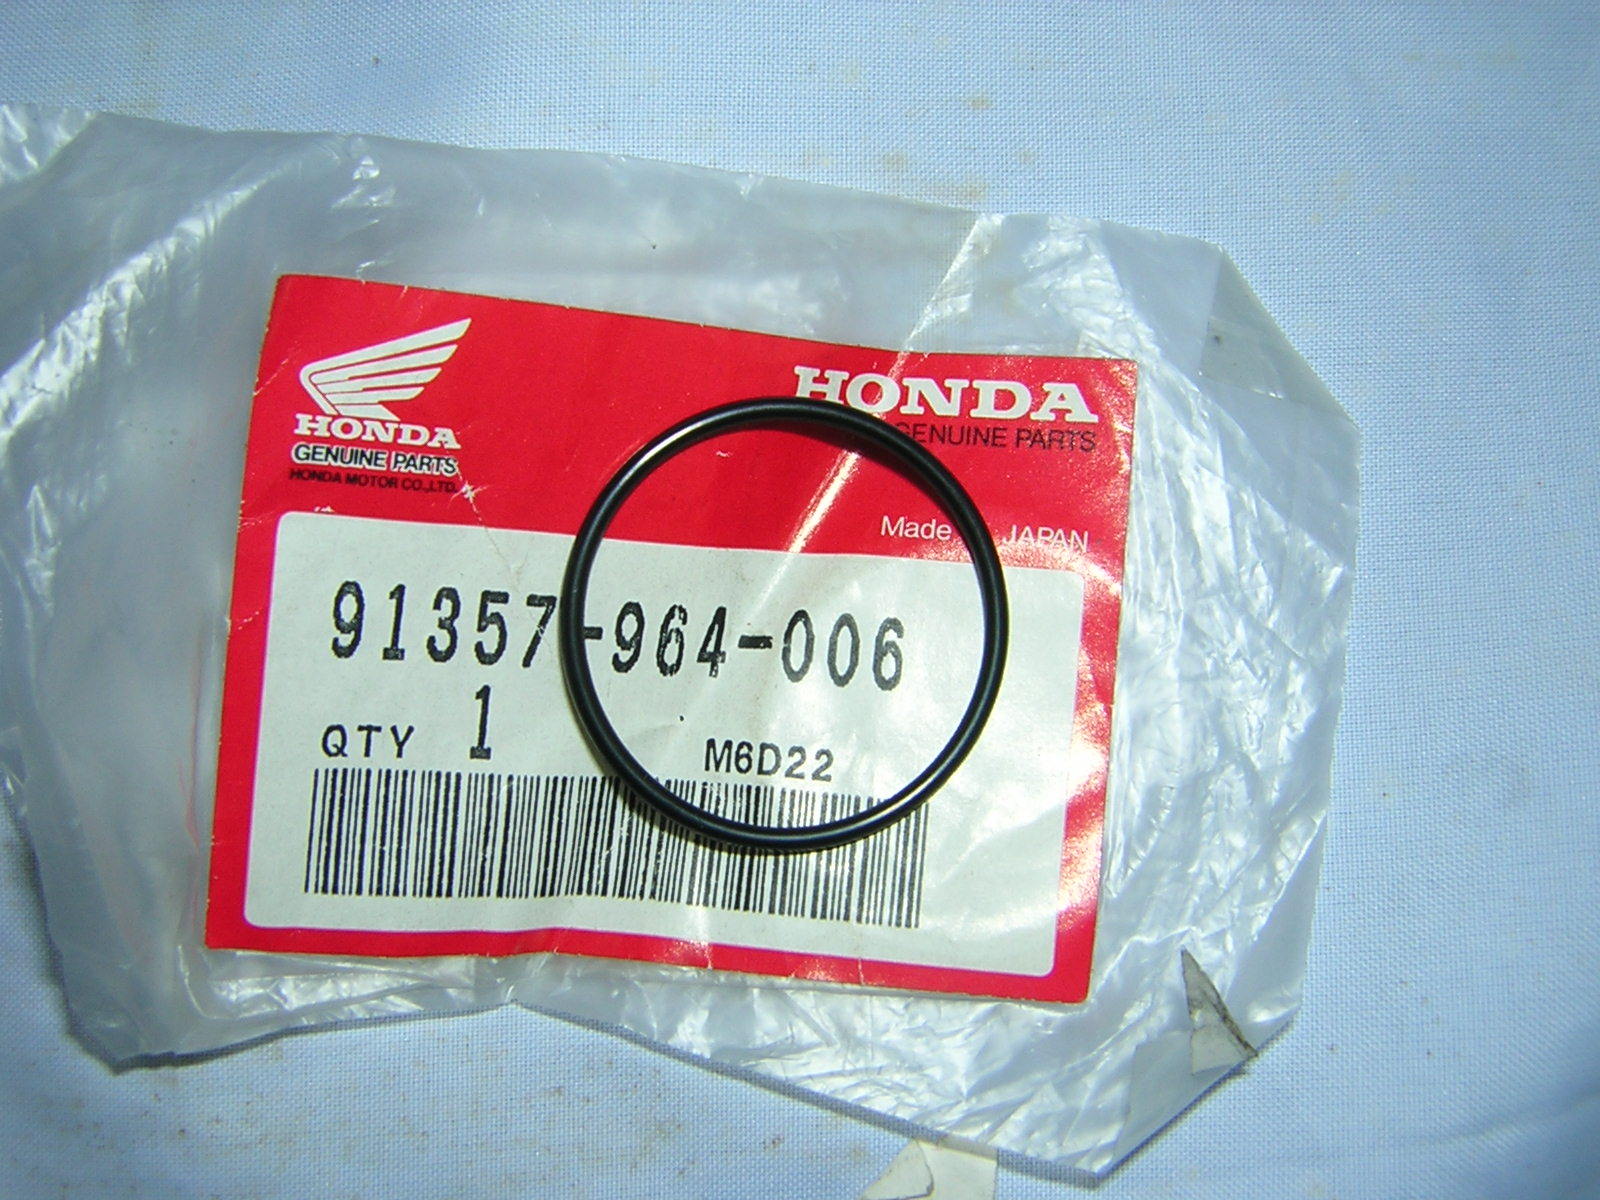 HONDA
GENUINE PARTS
HONDA MOTOR CO.,LTD.
HONDA
GENUINE PARTS
Made JAPAN
91357-964-006
QTY 1
M6D22